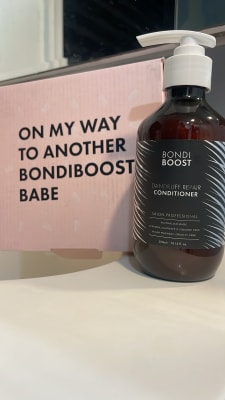 ON MY WAY
TO ANOTHER
BONDIBOOST
BABE
BONDI
BOOST
DANDRUFF REPAIR
CONDITIONER